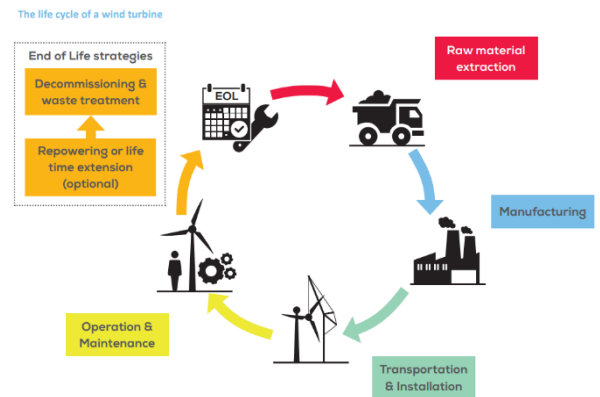 The life cycle of a wind turbine
End of Life strategies
Decommissioning &
waste treatment
Repowering or life
time extension
(optional)
EOL
Raw material
extraction
Manufacturing
Transportation
& Installation
Operation &
Maintenance